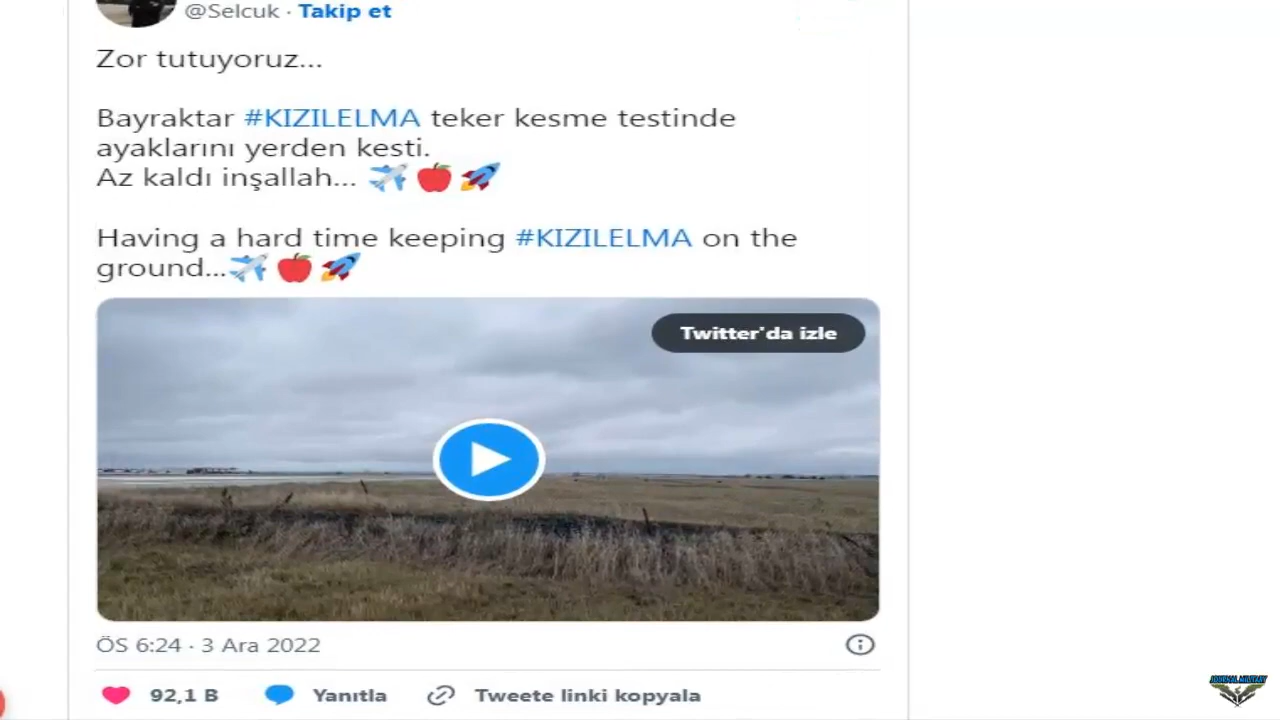 @Selcuk · Takip et
Zor tutuyoruz...
Bayraktar #KIZILELMA teker kesme testinde
ayaklarını yerden kesti.
Az kaldı inşallah...
Having a hard time keeping #KIZILELMA on the
ground...
Twitter'da izle
ÖS 6:24 · 3 Ara 2022
92,1 B Yanıtla Tweete linki kopyala
JOURNAL MILITARY